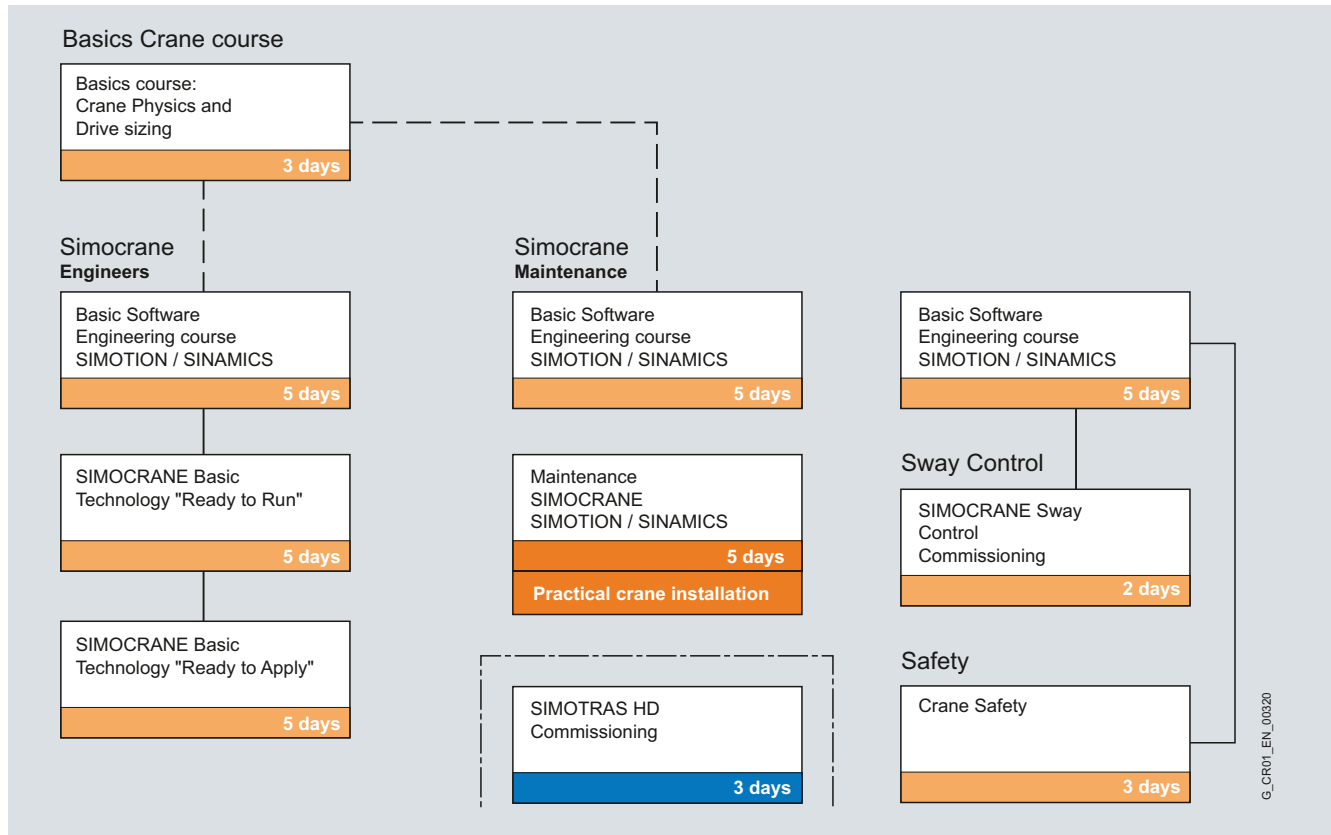 Basics Crane course
Basics course:
Crane Physics and
Drive sizing
3 days
Simocrane
Engineers
Basic Software
Engineering course
SIMOTION / SINAMICS
5 days
SIMOCRANE Basic
Technology "Ready to Run"
5 days
SIMOCRANE Basic
Technology "Ready to Apply"
5 days
Simocrane
Maintenance
Basic Software
Engineering course
SIMOTION / SINAMICS
5 days
Maintenance
SIMOCRANE
SIMOTION / SINAMICS
5 days
Practical crane installation
SIMOTRAS HD
Commissioning
3 days
Basic Software
Engineering course
SIMOTION / SINAMICS
5 days
Sway Control
SIMOCRANE Sway
Control
Commissioning
2 days
Safety
Crane Safety
3 days
G_CR01_EN_00320